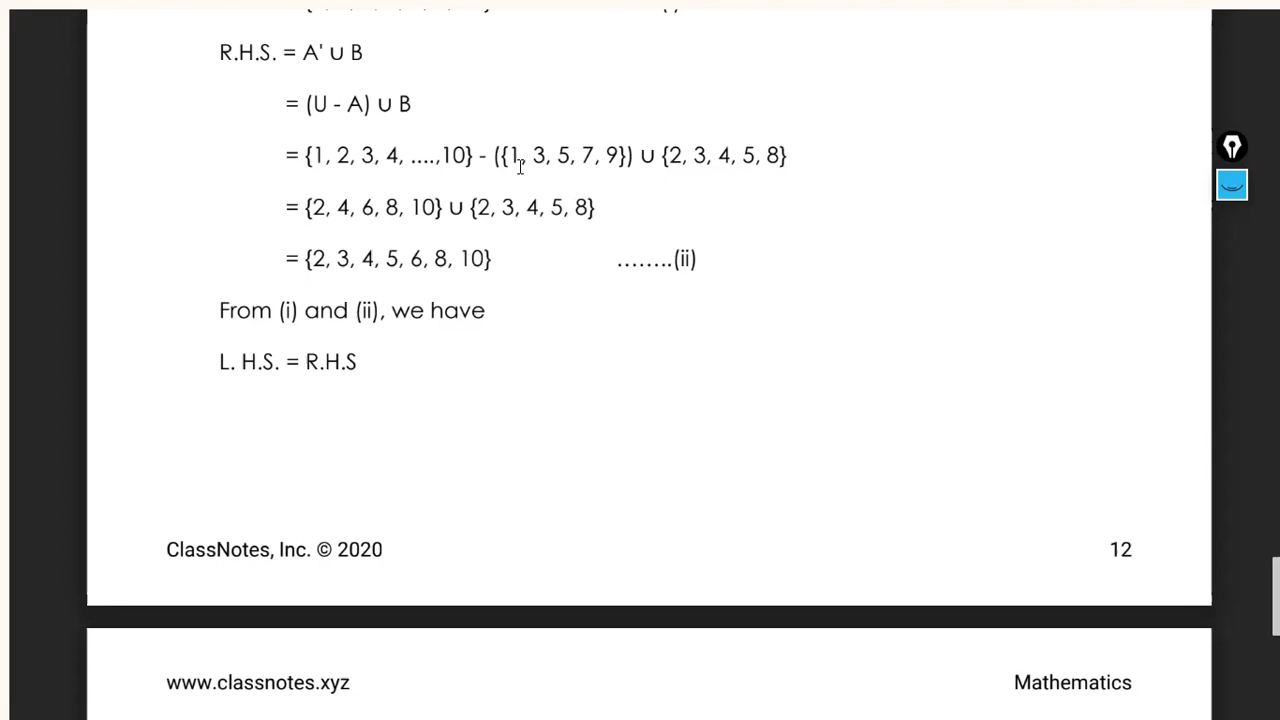 R.H.S. = A' ∪ B
= (U - A) ∪ B
= {1, 2, 3, 4, ....,10} - ({1, 3, 5, 7, 9}) ∪ {2, 3, 4, 5, 8}
= {2, 4, 6, 8, 10} ∪ {2, 3, 4, 5, 8}
= {2, 3, 4, 5, 6, 8, 10} ........(ii)
From (i) and (ii), we have
L. H.S. = R.H.S
ClassNotes, Inc. © 2020 12
www.classnotes.xyz Mathematics